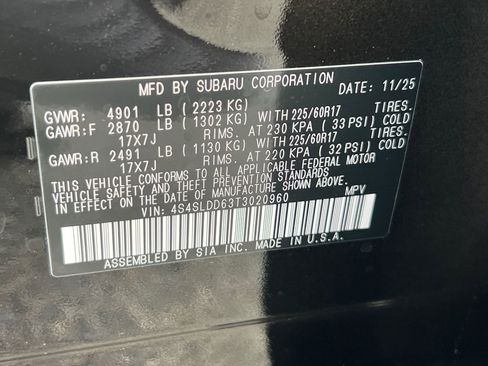 MFD BY SUBARU CORPORATION DATE: 11/25
GVWR: 4901 LB ( 2223 KG)
GAWR:F 2870 LB ( 1302 KG) WITH 225/60R17 TIRES.
17X7J RIMS. AT 230 KPA ( 33 PSI) COLD
GAWR:R 2491 LB ( 1130 KG) WITH 225/60R17 TIRES.
17X7J RIMS. AT 220 KPA ( 32 PSI) COLD
THIS VEHICLE CONFORMS TO ALL APPLICABLE FEDERAL MOTOR
VEHICLE SAFETY AND THEFT PREVENTION STANDARDS
IN EFFECT ON THE DATE OF MANUFACTURE SHOWN ABOVE.
VIN: 4S4SLDD63T3020960 MPV
ASSEMBLED BY SIA INC. MADE IN U.S.A.